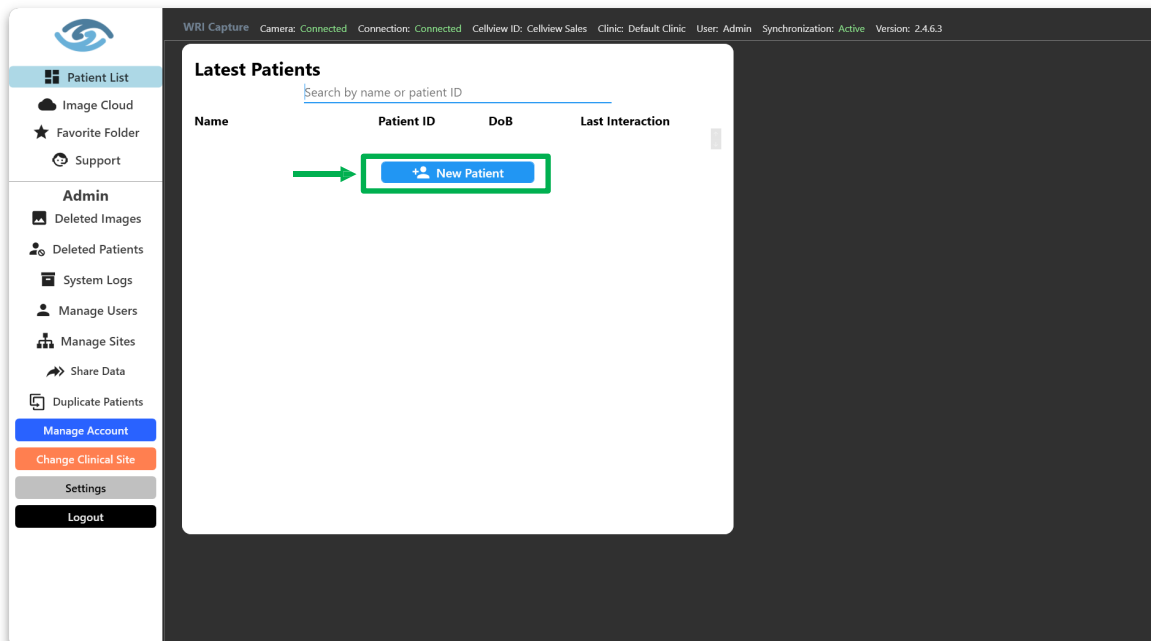 WRI Capture Camera: Connected Connection: Connected Cellview ID: Cellview Sales Clinic: Default Clinic User: Admin Synchronization: Active Version: 2.4.6.3
Patient List
Image Cloud
Favorite Folder
Support
Admin
Deleted Images
Deleted Patients
System Logs
Manage Users
Manage Sites
Share Data
Duplicate Patients
Manage Account
Change Clinical Site
Settings
Logout
Latest Patients
Search by name or patient ID
Name Patient ID DoB Last Interaction
New Patient